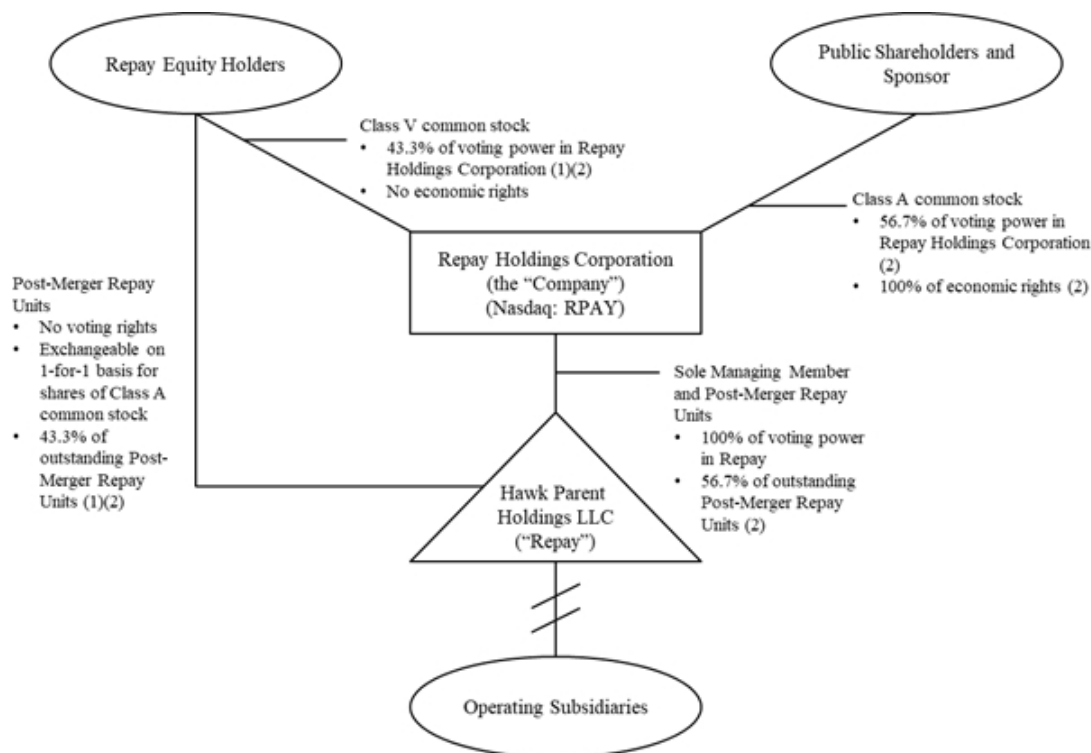 Repay Equity Holders
Public Shareholders and
Sponsor
Class V common stock
• 43.3% of voting power in Repay
Holdings Corporation (1)(2)
• No economic rights
Class A common stock
• 56.7% of voting power in
Repay Holdings Corporation
(2)
• 100% of economic rights (2)
Repay Holdings Corporation
(the “Company”)
(Nasdaq: RPAY)
Post-Merger Repay
Units
• No voting rights
• Exchangeable on
1-for-1 basis for
shares of Class A
common stock
• 43.3% of
outstanding Post-
Merger Repay
Units (1)(2)
Sole Managing Member
and Post-Merger Repay
Units
• 100% of voting power
in Repay
• 56.7% of outstanding
Post-Merger Repay
Units (2)
Hawk Parent
Holdings LLC
(“Repay”)
Operating Subsidiaries